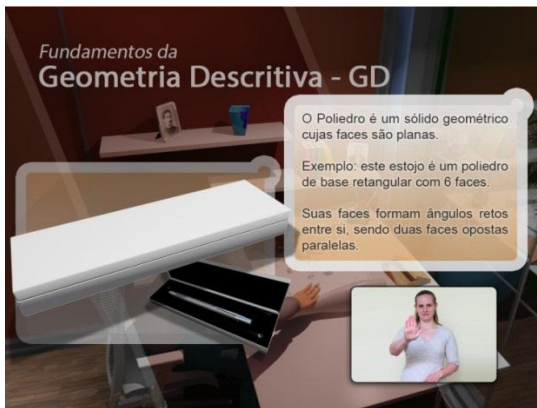 Fundamentos da
Geometria Descritiva - GD
O Poliedro é um sólido geométrico
cujas faces são planas.
Exemplo: este estojo é um poliedro
de base retangular com 6 faces.
Suas faces formam ângulos retos
entre si, sendo duas faces opostas
paralelas.